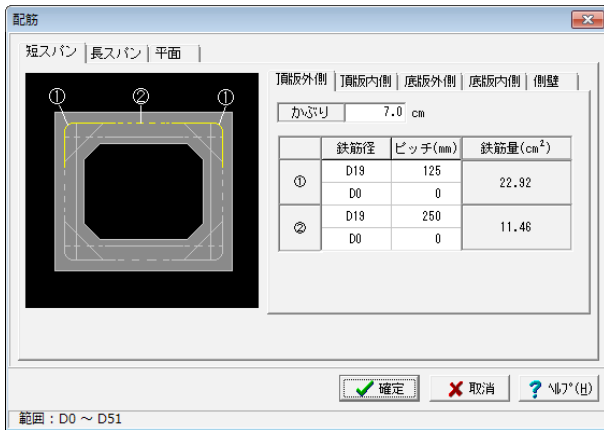 配筋
短スパン 長スパン 平面
① ② ①
頂版外側 頂版内側 底版外側 底版内側 側壁
かぶり 7.0 cm
鉄筋径 ピッチ(mm) 鉄筋量(cm²)
① D19 125 22.92
D0 0
② D19 250 11.46
D0 0
確定 取消 ヘルプ(H)
範囲：D0 ～ D51